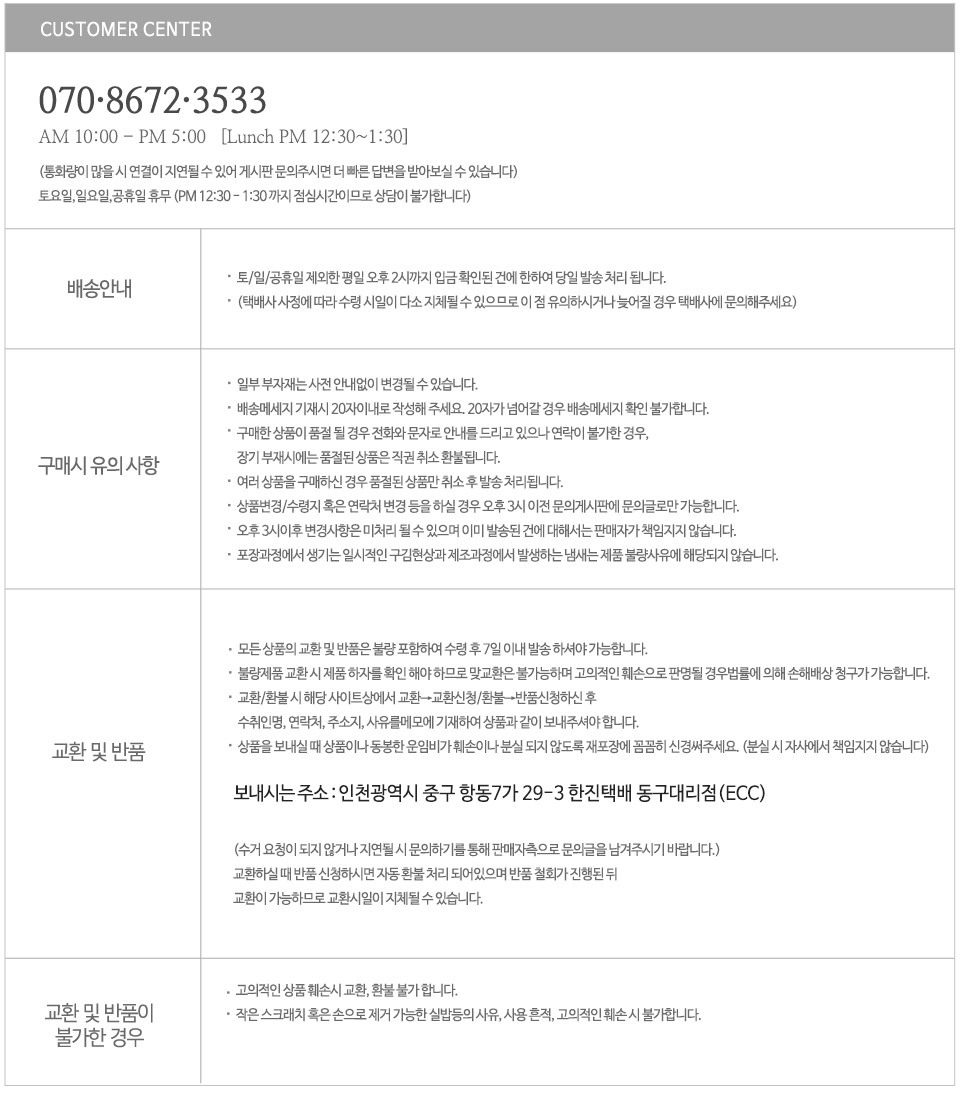 CUSTOMER CENTER
070·8672·3533
AM 10:00 - PM 5:00 [Lunch PM 12:30~1:30]
(통화량이 많을 시 연결이 지연될 수 있어 게시판 문의주시면 더 빠른 답변을 받아보실 수 있습니다)
토요일,일요일,공휴일 휴무 (PM 12:30 - 1:30 까지 점심시간이므로 상담이 불가합니다)
배송안내
· 토/일/공휴일 제외한 평일 오후 2시까지 입금 확인된 건에 한하여 당일 발송 처리 됩니다.
· (택배사 사정에 따라 수령 시일이 다소 지체될 수 있으므로 이 점 유의하시거나 늦어질 경우 택배사에 문의해주세요)
구매시 유의 사항
· 일부 부자재는 사전 안내없이 변경될 수 있습니다.
· 배송메세지 기재시 20자이내로 작성해 주세요. 20자가 넘어갈 경우 배송메세지 확인 불가합니다.
· 구매한 상품이 품절 될 경우 전화와 문자로 안내를 드리고 있으나 연락이 불가한 경우,
장기 부재시에는 품절된 상품은 직권 취소 환불됩니다.
· 여러 상품을 구매하신 경우 품절된 상품만 취소 후 발송 처리됩니다.
· 상품변경/수령지 혹은 연락처 변경 등을 하실 경우 오후 3시 이전 문의게시판에 문의글로만 가능합니다.
· 오후 3시이후 변경사항은 미처리 될 수 있으며 이미 발송된 건에 대해서는 판매자가 책임지지 않습니다.
· 포장과정에서 생기는 일시적인 구김현상과 제조과정에서 발생하는 냄새는 제품 불량사유에 해당되지 않습니다.
교환 및 반품
· 모든 상품의 교환 및 반품은 불량 포함하여 수령 후 7일 이내 발송 하셔야 가능합니다.
· 불량제품 교환 시 제품 하자를 확인 해야 하므로 맞교환은 불가능하며 고의적인 훼손으로 판명될 경우법률에 의해 손해배상 청구가 가능합니다.
· 교환/환불 시 해당 사이트상에서 교환→교환신청/환불→반품신청하신 후
수취인명, 연락처, 주소지, 사유를메모에 기재하여 상품과 같이 보내주셔야 합니다.
· 상품을 보내실 때 상품이나 동봉한 운임비가 훼손이나 분실 되지 않도록 재포장에 꼼꼼히 신경써주세요. (분실 시 자사에서 책임지지 않습니다)
보내시는 주소 : 인천광역시 중구 항동7가 29-3 한진택배 동구대리점 (ECC)
(수거 요청이 되지 않거나 지연될 시 문의하기를 통해 판매자측으로 문의글을 남겨주시기 바랍니다.)
교환하실 때 반품 신청하시면 자동 환불 처리 되어있으며 반품 철회가 진행된 뒤
교환이 가능하므로 교환시일이 지체될 수 있습니다.
교환 및 반품이
불가한 경우
· 고의적인 상품 훼손시 교환, 환불 불가 합니다.
· 작은 스크래치 혹은 손으로 제거 가능한 실밥등의 사유, 사용 흔적, 고의적인 훼손 시 불가합니다.